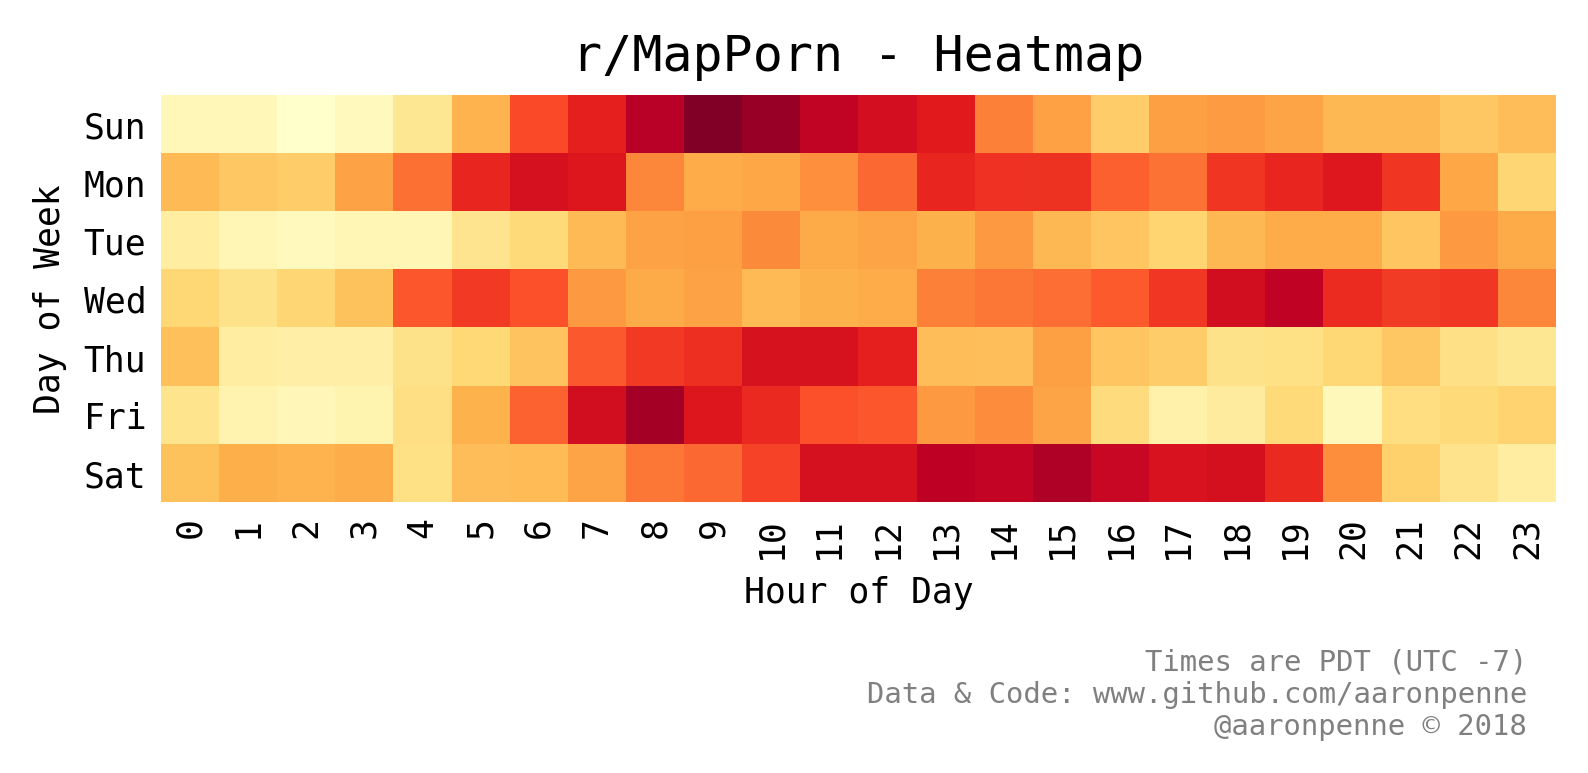 r/MapPorn - Heatmap
Day of Week
Sun
Mon
Tue
Wed
Thu
Fri
Sat
0 1 2 3 4 5 6 7 8 9 10 11 12 13 14 15 16 17 18 19 20 21 22 23
Hour of Day
Times are PDT (UTC -7)
Data & Code: www.github.com/aaronpenne
@aaronpenne © 2018